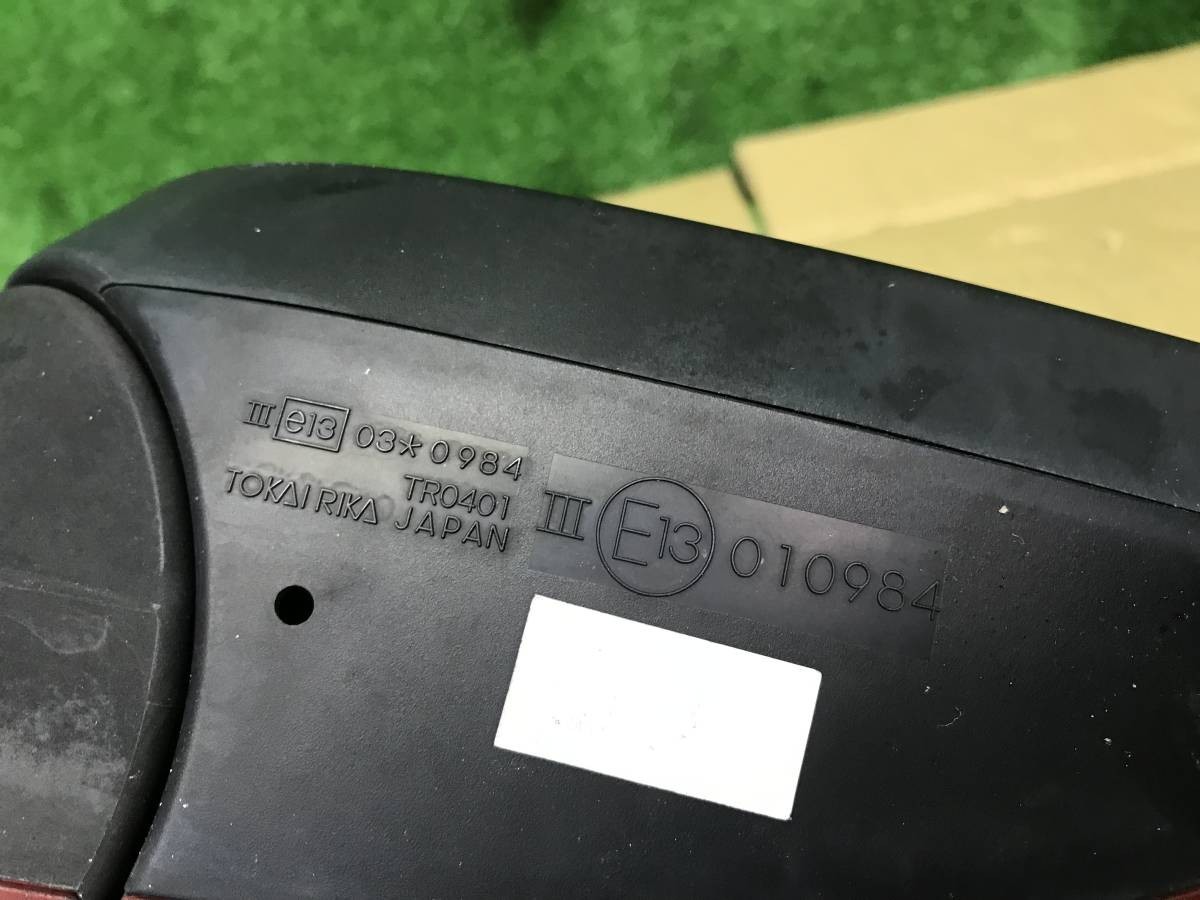 III e13 03*0984
TR0401
TOKAI RIKA JAPAN
III E13 010984